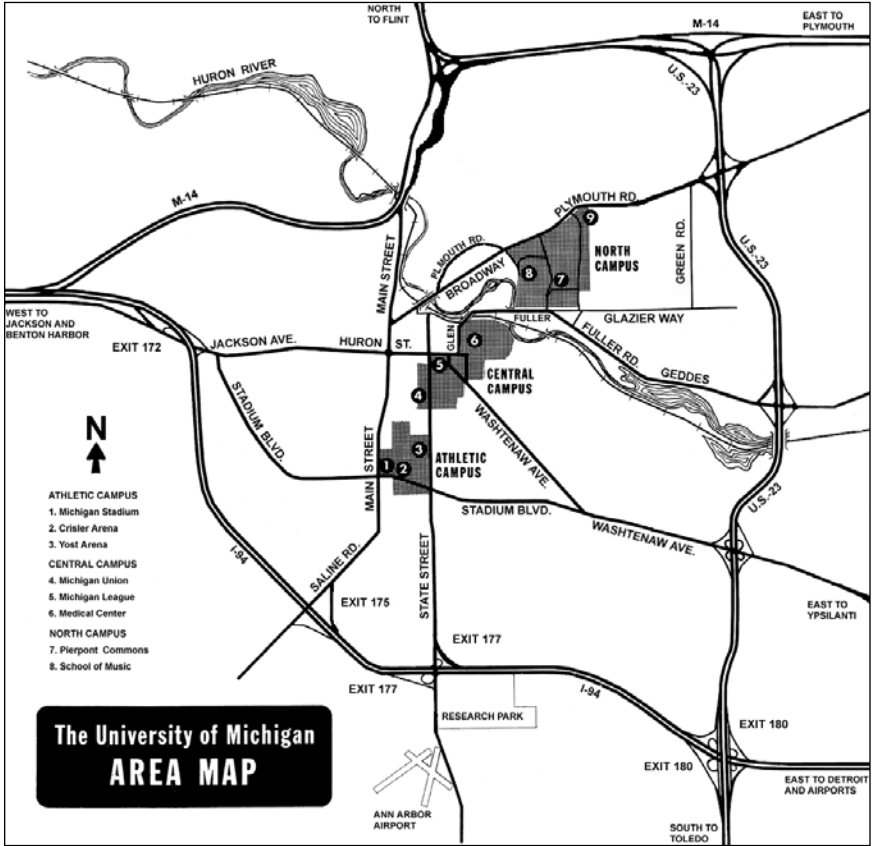 NORTH
TO FLINT
M-14
EAST TO
PLYMOUTH
U.S.-23
HURON RIVER
M-14
PLYMOUTH RD.
9
NORTH
CAMPUS
PLMOUTH RD.
BROADWAY
8
7
GREEN RD.
U.S.-23
MAIN STREET
WEST TO
JACKSON AND
BENTON HARBOR
EXIT 172
JACKSON AVE.
HURON ST.
GLEN
6
FULLER
GLAZIER WAY
FULLER RD.
GEDDES
5
CENTRAL
CAMPUS
4
STADIUM BLVD.
WASHTENAW AVE.
N
MAIN STREET
3
1
2
ATHLETIC
CAMPUS
STADIUM BLVD.
WASHTENAW AVE.
U.S.-23
ATHLETIC CAMPUS
1. Michigan Stadium
2. Crisler Arena
3. Yost Arena
CENTRAL CAMPUS
4. Michigan Union
5. Michigan League
6. Medical Center
NORTH CAMPUS
7. Pierpont Commons
8. School of Music
I-94
SALINE RD.
STATE STREET
EXIT 175
EXIT 177
EXIT 177
EAST TO
YPSILANTI
I-94
RESEARCH PARK
EXIT 180
EXIT 180
EAST TO DETROIT
AND AIRPORTS
The University of Michigan
AREA MAP
ANN ARBOR
AIRPORT
SOUTH TO
TOLEDO